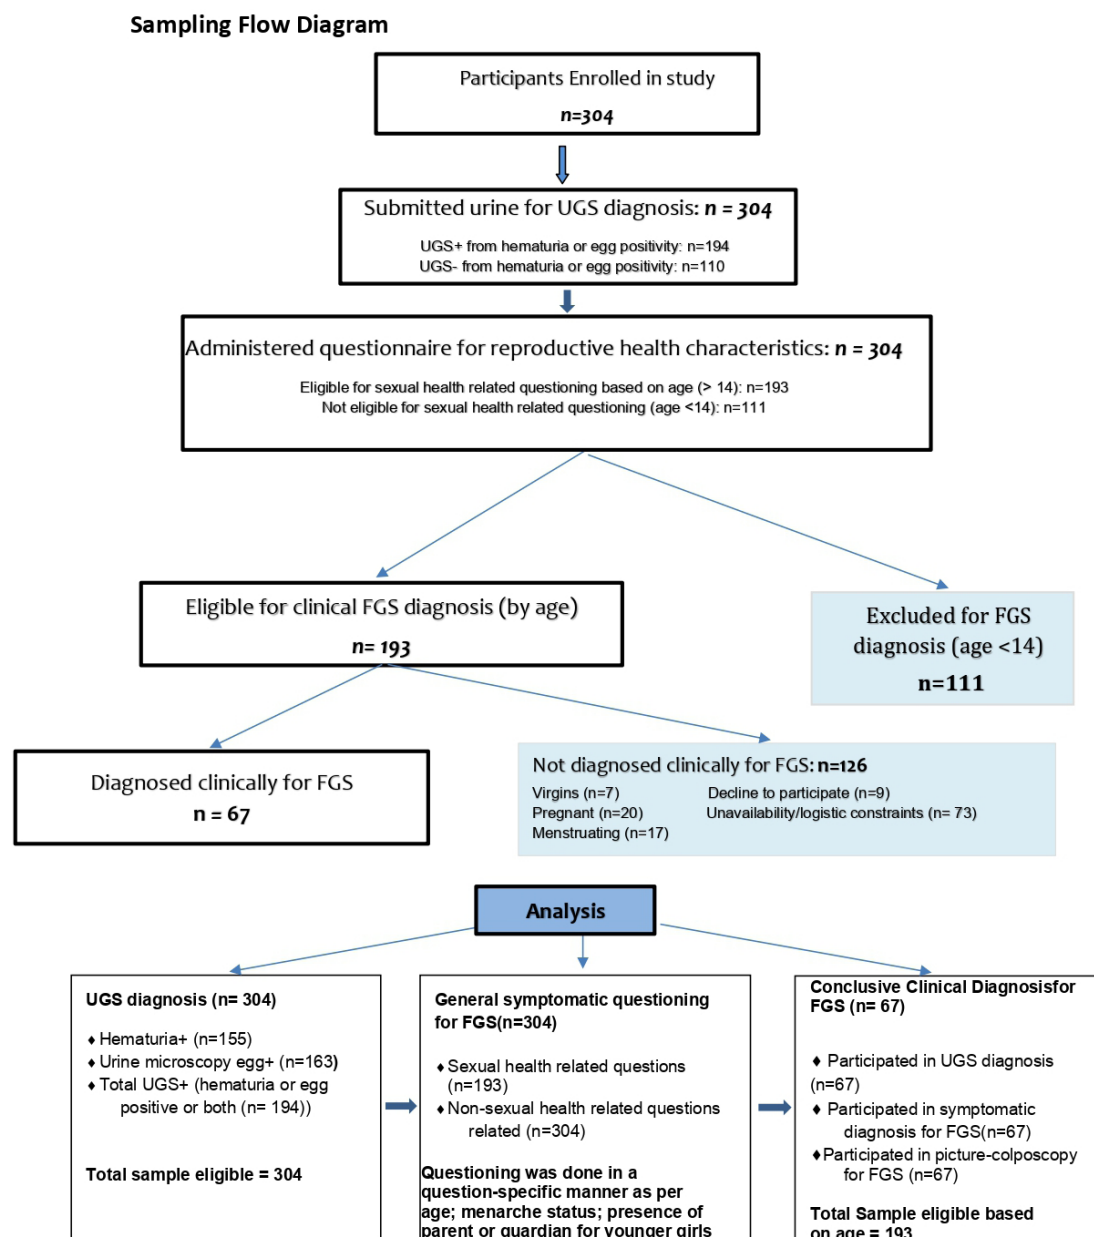 Sampling Flow Diagram
Participants Enrolled in study
n=304
Submitted urine for UGS diagnosis: n = 304
UGS+ from hematuria or egg positivity: n=194
UGS- from hematuria or egg positivity: n=110
Administered questionnaire for reproductive health characteristics: n = 304
Eligible for sexual health related questioning based on age (> 14): n=193
Not eligible for sexual health related questioning (age <14): n=111
Eligible for clinical FGS diagnosis (by age)
n= 193
Excluded for FGS
diagnosis (age <14)
n=111
Diagnosed clinically for FGS
n = 67
Not diagnosed clinically for FGS: n=126
Virgins (n=7) Decline to participate (n=9)
Pregnant (n=20) Unavailability/logistic constraints (n= 73)
Menstruating (n=17)
Analysis
UGS diagnosis (n= 304)
♦ Hematuria+ (n=155)
♦ Urine microscopy egg+ (n=163)
♦ Total UGS+ (hematuria or egg
positive or both (n= 194))
Total sample eligible = 304
General symptomatic questioning
for FGS(n=304)
♦ Sexual health related questions
(n=193)
♦ Non-sexual health related questions
related (n=304)
Questioning was done in a
question-specific manner as per
age; menarche status; presence of
parent or guardian for younger girls
Conclusive Clinical Diagnosisfor
FGS (n= 67)
♦ Participated in UGS diagnosis
(n=67)
♦ Participated in symptomatic
diagnosis for FGS(n=67)
♦Participated in picture-colposcopy
for FGS (n=67)
Total Sample eligible based
on age = 193